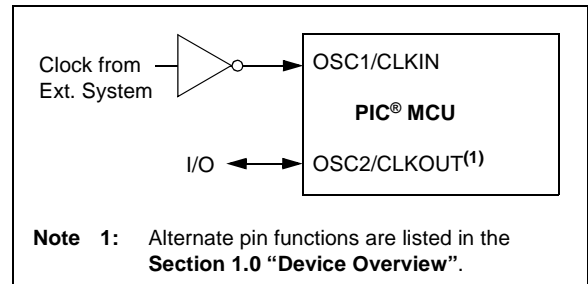 Clock from
Ext. System
OSC1/CLKIN
PIC® MCU
I/O
OSC2/CLKOUT(1)
Note 1: Alternate pin functions are listed in the
Section 1.0 “Device Overview”.